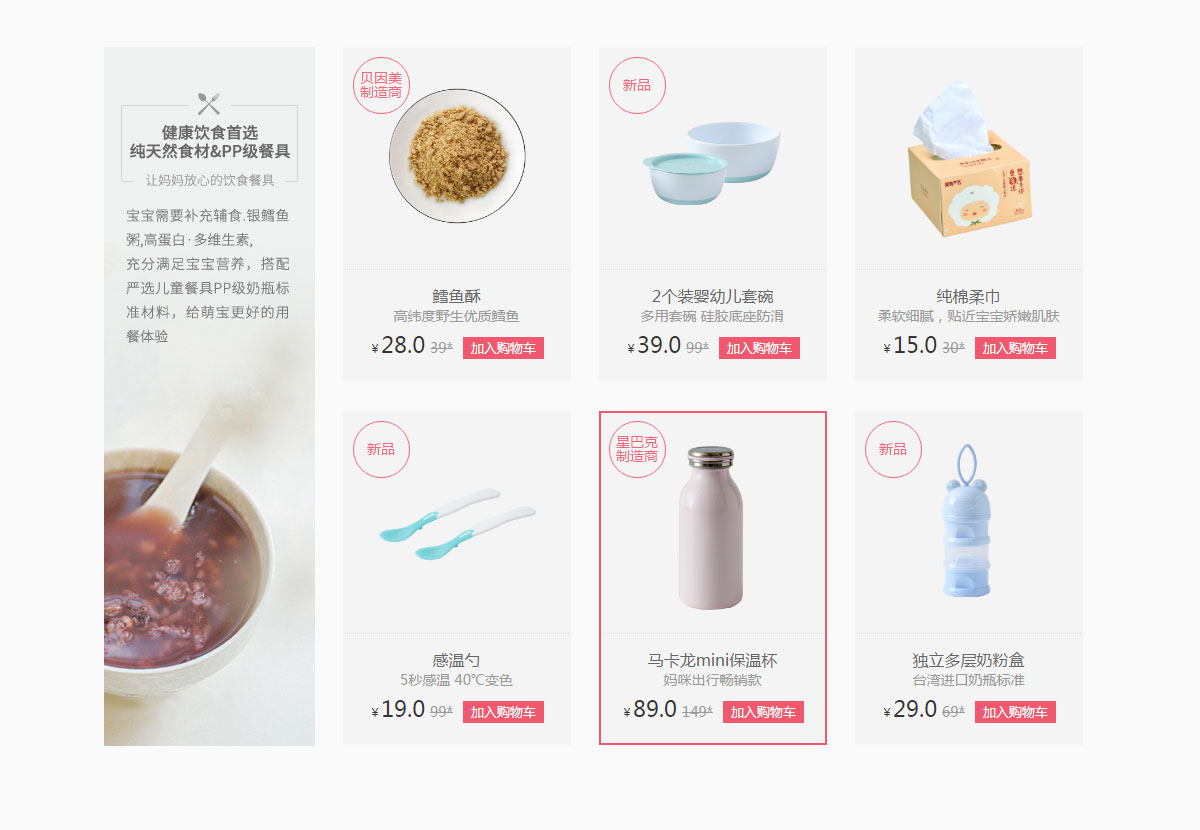 健康饮食首选
纯天然食材&PP级餐具
让妈妈放心的饮食餐具
宝宝需要补充辅食.银鳕鱼
粥,高蛋白·多维生素,
充分满足宝宝营养，搭配
严选儿童餐具PP级奶瓶标
准材料，给萌宝更好的用
餐体验
贝因美
制造商
鳕鱼酥
高纬度野生优质鳕鱼
¥28.0 39* 加入购物车
新品
2个装婴幼儿套碗
多用套碗 硅胶底座防滑
¥39.0 99* 加入购物车
纯棉柔巾
柔软细腻，贴近宝宝娇嫩肌肤
¥15.0 30* 加入购物车
新品
感温勺
5秒感温 40℃变色
¥19.0 99* 加入购物车
星巴克
制造商
马卡龙mini保温杯
妈咪出行畅销款
¥89.0 149* 加入购物车
新品
独立多层奶粉盒
台湾进口奶瓶标准
¥29.0 69* 加入购物车